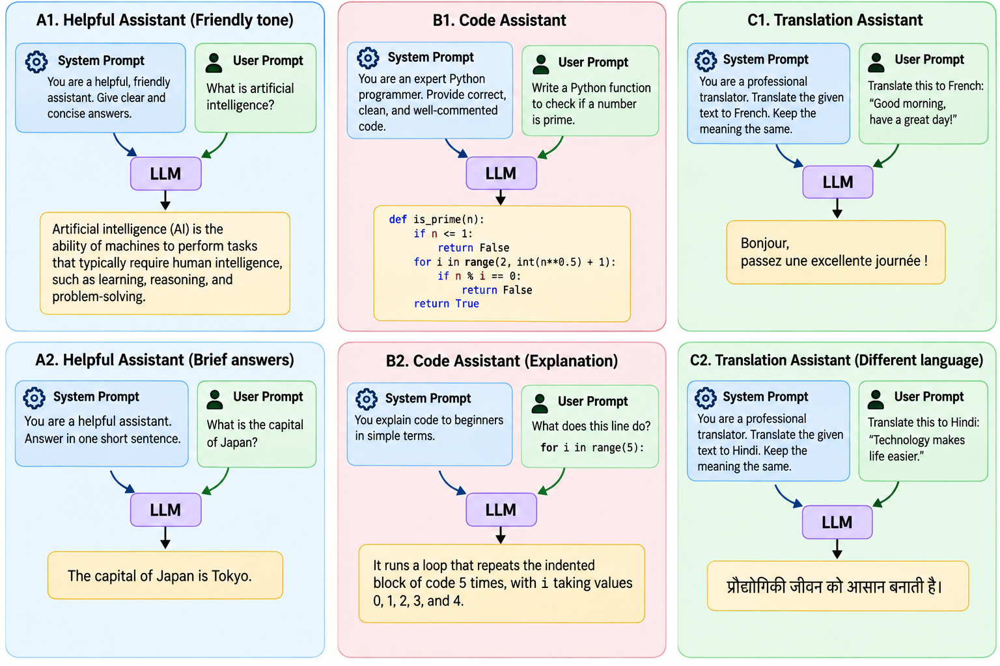 A1. Helpful Assistant (Friendly tone)
System Prompt
You are a helpful, friendly
assistant. Give clear and
concise answers.
User Prompt
What is artificial
intelligence?
LLM
Artificial intelligence (AI) is the
ability of machines to perform tasks
that typically require human intelligence,
such as learning, reasoning, and
problem-solving.
B1. Code Assistant
System Prompt
You are an expert Python
programmer. Provide correct,
clean, and well-commented
code.
User Prompt
Write a Python function
to check if a number
is prime.
LLM
def is_prime(n):
    if n <= 1:
        return False
    for i in range(2, int(n**0.5) + 1):
        if n % i == 0:
            return False
    return True
C1. Translation Assistant
System Prompt
You are a professional
translator. Translate the given
text to French. Keep the
meaning the same.
User Prompt
Translate this to French:
“Good morning,
have a great day!”
LLM
Bonjour,
passez une excellente journée !
A2. Helpful Assistant (Brief answers)
System Prompt
You are a helpful assistant.
Answer in one short sentence.
User Prompt
What is the capital
of Japan?
LLM
The capital of Japan is Tokyo.
B2. Code Assistant (Explanation)
System Prompt
You explain code to beginners
in simple terms.
User Prompt
What does this line do?
for i in range(5):
LLM
It runs a loop that repeats the indented
block of code 5 times, with i taking values
0, 1, 2, 3, and 4.
C2. Translation Assistant (Different language)
System Prompt
You are a professional
translator. Translate the given
text to Hindi. Keep the
meaning the same.
User Prompt
Translate this to Hindi:
“Technology makes
life easier.”
LLM
प्रौद्योगिकी जीवन को आसान बनाती है।